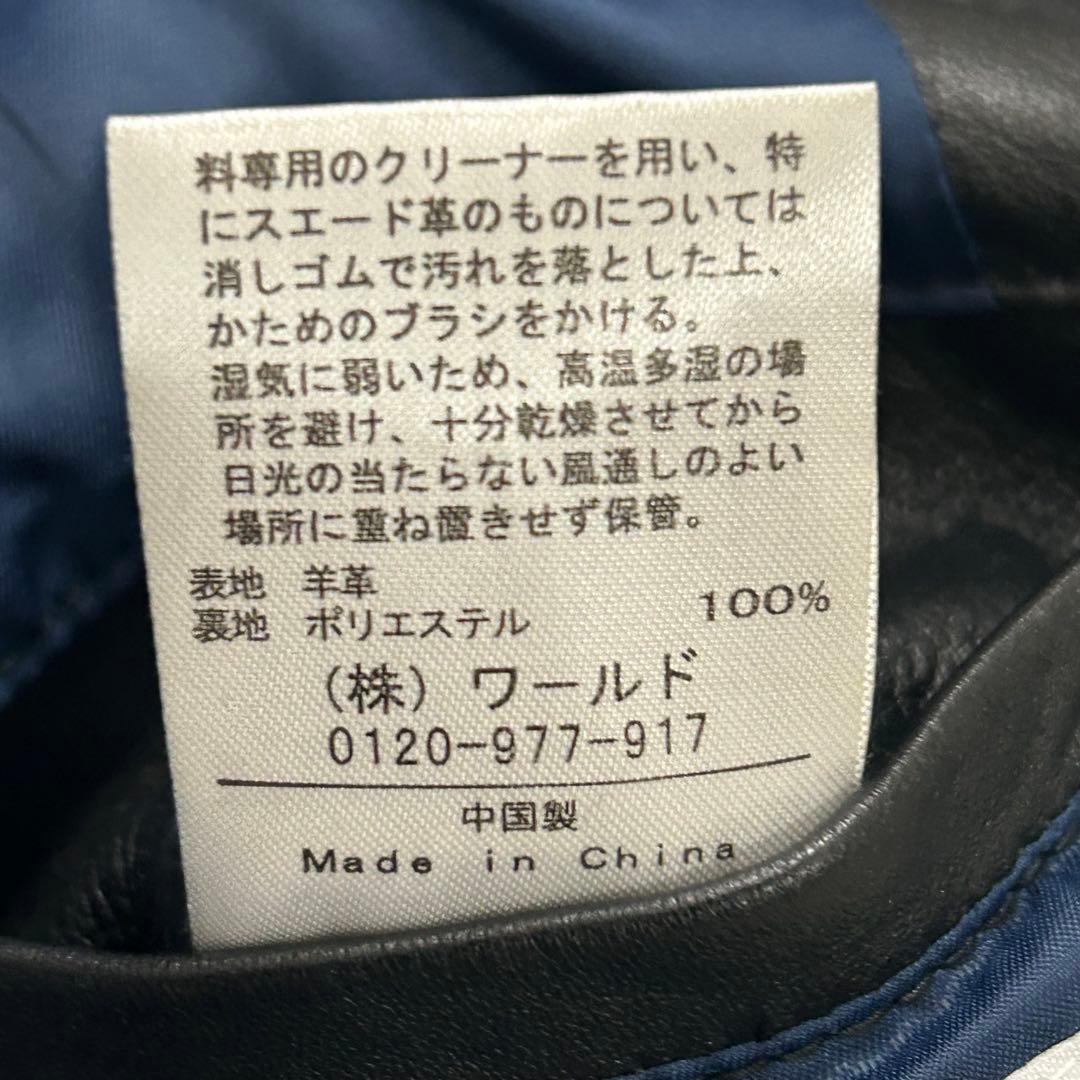 料専用のクリーナーを用い、特
にスエード革のものについては
消しゴムで汚れを落とした上、
かためのブラシをかける。
湿気に弱いため、高温多湿の場
所を避け、十分乾燥させてから
日光の当たらない風通しのよい
場所に重ね置きせず保管。
表地 羊革
裏地 ポリエステル 100%
(株) ワールド
0120-977-917
中国製
Made in China